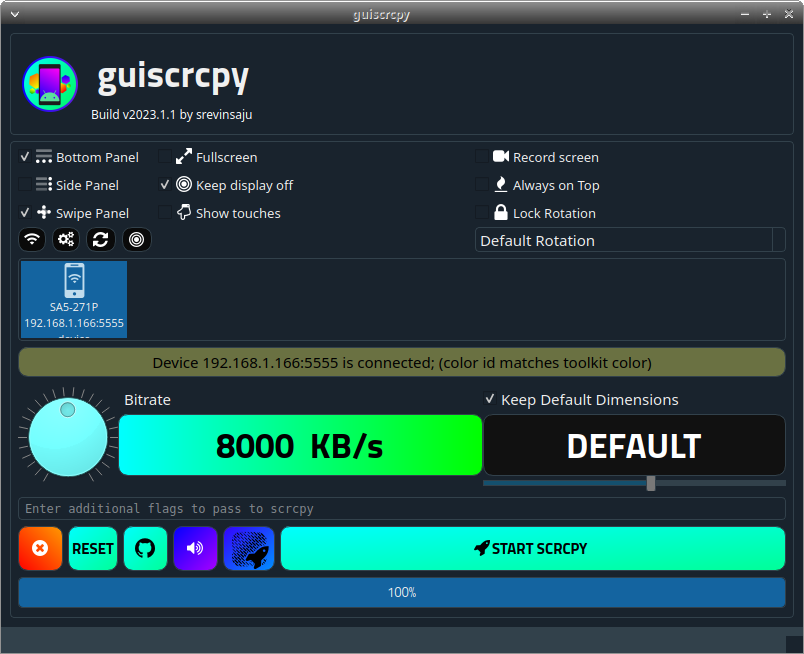 guiscrcpy
guiscrcpy
Build v2023.1.1 by srevinsaju
Bottom Panel
Fullscreen
Record screen
Side Panel
Keep display off
Always on Top
Swipe Panel
Show touches
Lock Rotation
Default Rotation
SA5-271P
192.168.1.166:5555
device
Device 192.168.1.166:5555 is connected; (color id matches toolkit color)
Bitrate
Keep Default Dimensions
8000 KB/s
DEFAULT
Enter additional flags to pass to scrcpy
RESET
START SCRCPY
100%